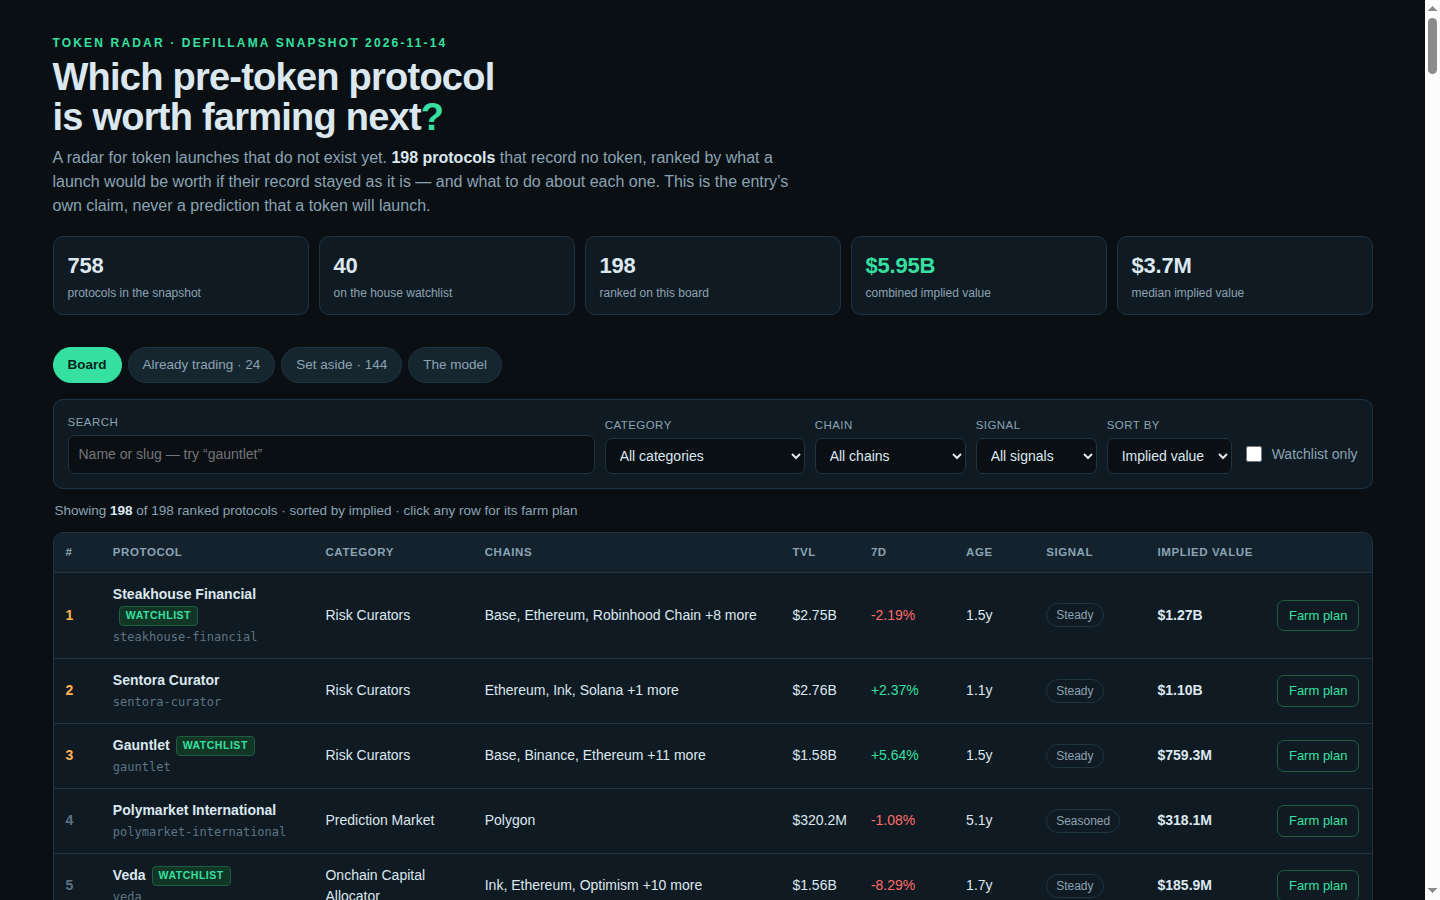 TOKEN RADAR · DEFILLAMA SNAPSHOT 2026-11-14
Which pre-token protocol
is worth farming next?
A radar for token launches that do not exist yet. 198 protocols that record no token, ranked by what a
launch would be worth if their record stayed as it is — and what to do about each one. This is the entry’s
own claim, never a prediction that a token will launch.
758
protocols in the snapshot
40
on the house watchlist
198
ranked on this board
$5.95B
combined implied value
$3.7M
median implied value
Board
Already trading · 24
Set aside · 144
The model
SEARCH
Name or slug — try “gauntlet”
CATEGORY
All categories
CHAIN
All chains
SIGNAL
All signals
SORT BY
Implied value
Watchlist only
Showing 198 of 198 ranked protocols · sorted by implied · click any row for its farm plan
# PROTOCOL CATEGORY CHAINS TVL 7D AGE SIGNAL IMPLIED VALUE
Steakhouse Financial
WATCHLIST
steakhouse-financial
1 Risk Curators Base, Ethereum, Robinhood Chain +8 more $2.75B -2.19% 1.5y Steady $1.27B Farm plan
Sentora Curator
sentora-curator
2 Risk Curators Ethereum, Ink, Solana +1 more $2.76B +2.37% 1.1y Steady $1.10B Farm plan
Gauntlet WATCHLIST
gauntlet
3 Risk Curators Base, Binance, Ethereum +11 more $1.58B +5.64% 1.5y Steady $759.3M Farm plan
Polymarket International
polymarket-international
4 Prediction Market Polygon $320.2M -1.08% 5.1y Seasoned $318.1M Farm plan
Veda WATCHLIST
veda
5 Onchain Capital
Allocator
Ink, Ethereum, Optimism +10 more $1.56B -8.29% 1.7y Steady $185.9M Farm plan